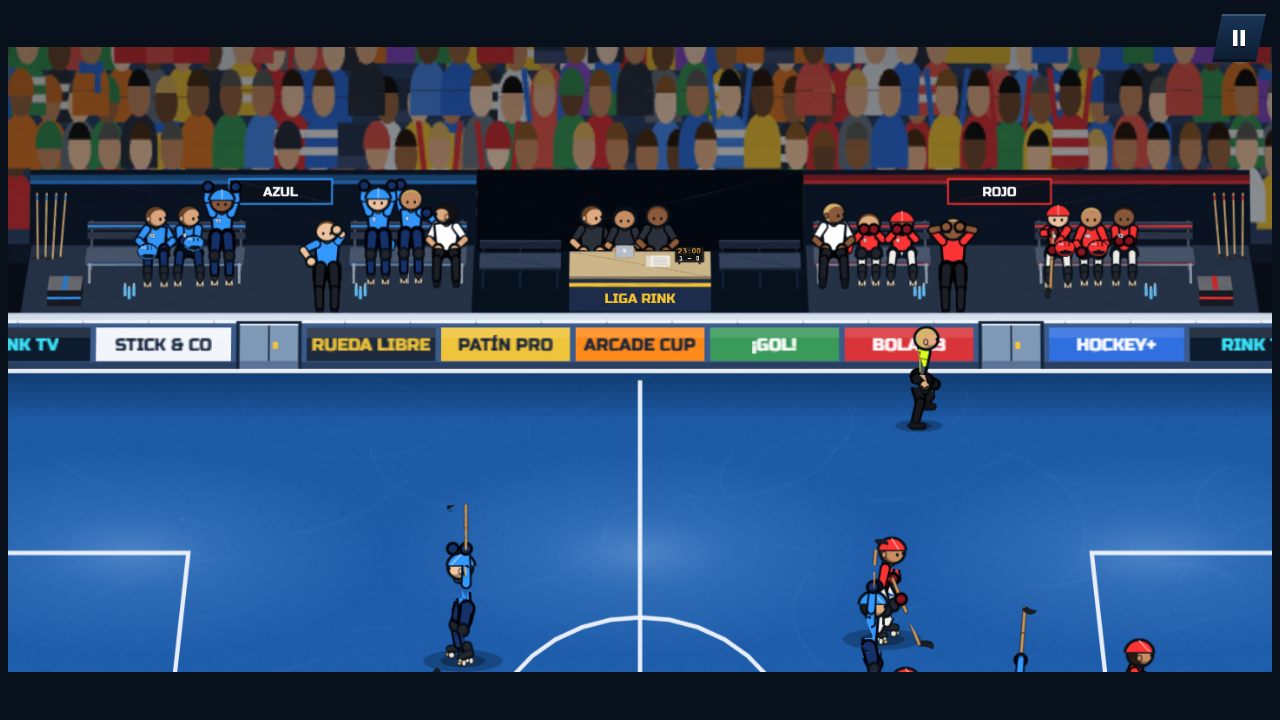 AZUL
ROJO
23:00
1 - 0
LIGA RINK
NK TV
STICK & CO
RUEDA LIBRE
PATÍN PRO
ARCADE CUP
¡GOL!
HOCKEY+
RINK